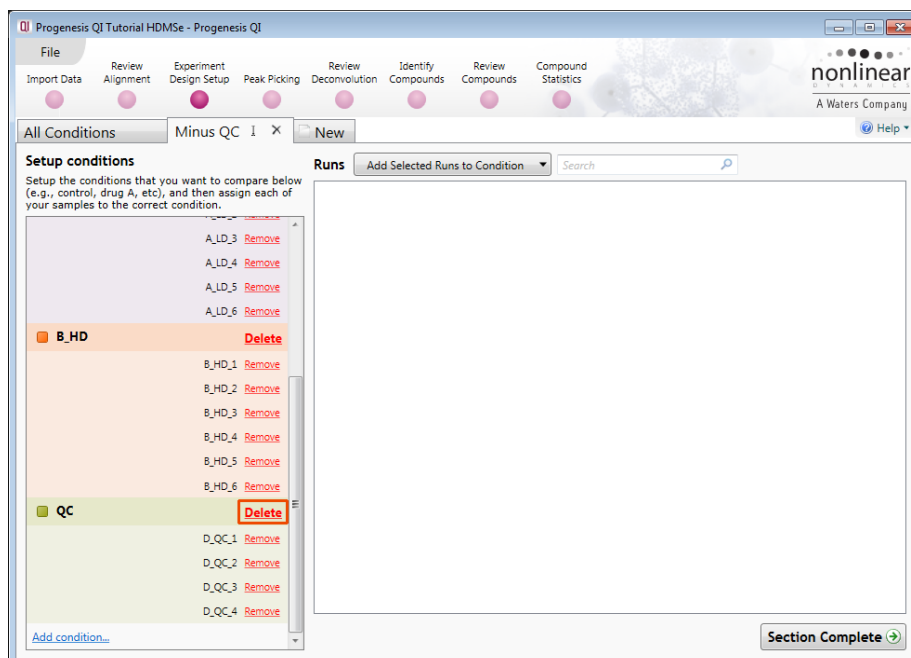 Progenesis QI Tutorial HDMSe - Progenesis QI
File
Import Data
Review Alignment
Experiment Design Setup
Peak Picking
Review Deconvolution
Identify Compounds
Review Compounds
Compound Statistics
nonlinear
DYNAMICS
A Waters Company
All Conditions
Minus QC
New
Help
Setup conditions
Setup the conditions that you want to compare below
(e.g., control, drug A, etc), and then assign each of
your samples to the correct condition.
Runs
Add Selected Runs to Condition
Search
A_LD_3 Remove
A_LD_4 Remove
A_LD_5 Remove
A_LD_6 Remove
B_HD Delete
B_HD_1 Remove
B_HD_2 Remove
B_HD_3 Remove
B_HD_4 Remove
B_HD_5 Remove
B_HD_6 Remove
QC Delete
D_QC_1 Remove
D_QC_2 Remove
D_QC_3 Remove
D_QC_4 Remove
Add condition...
Section Complete